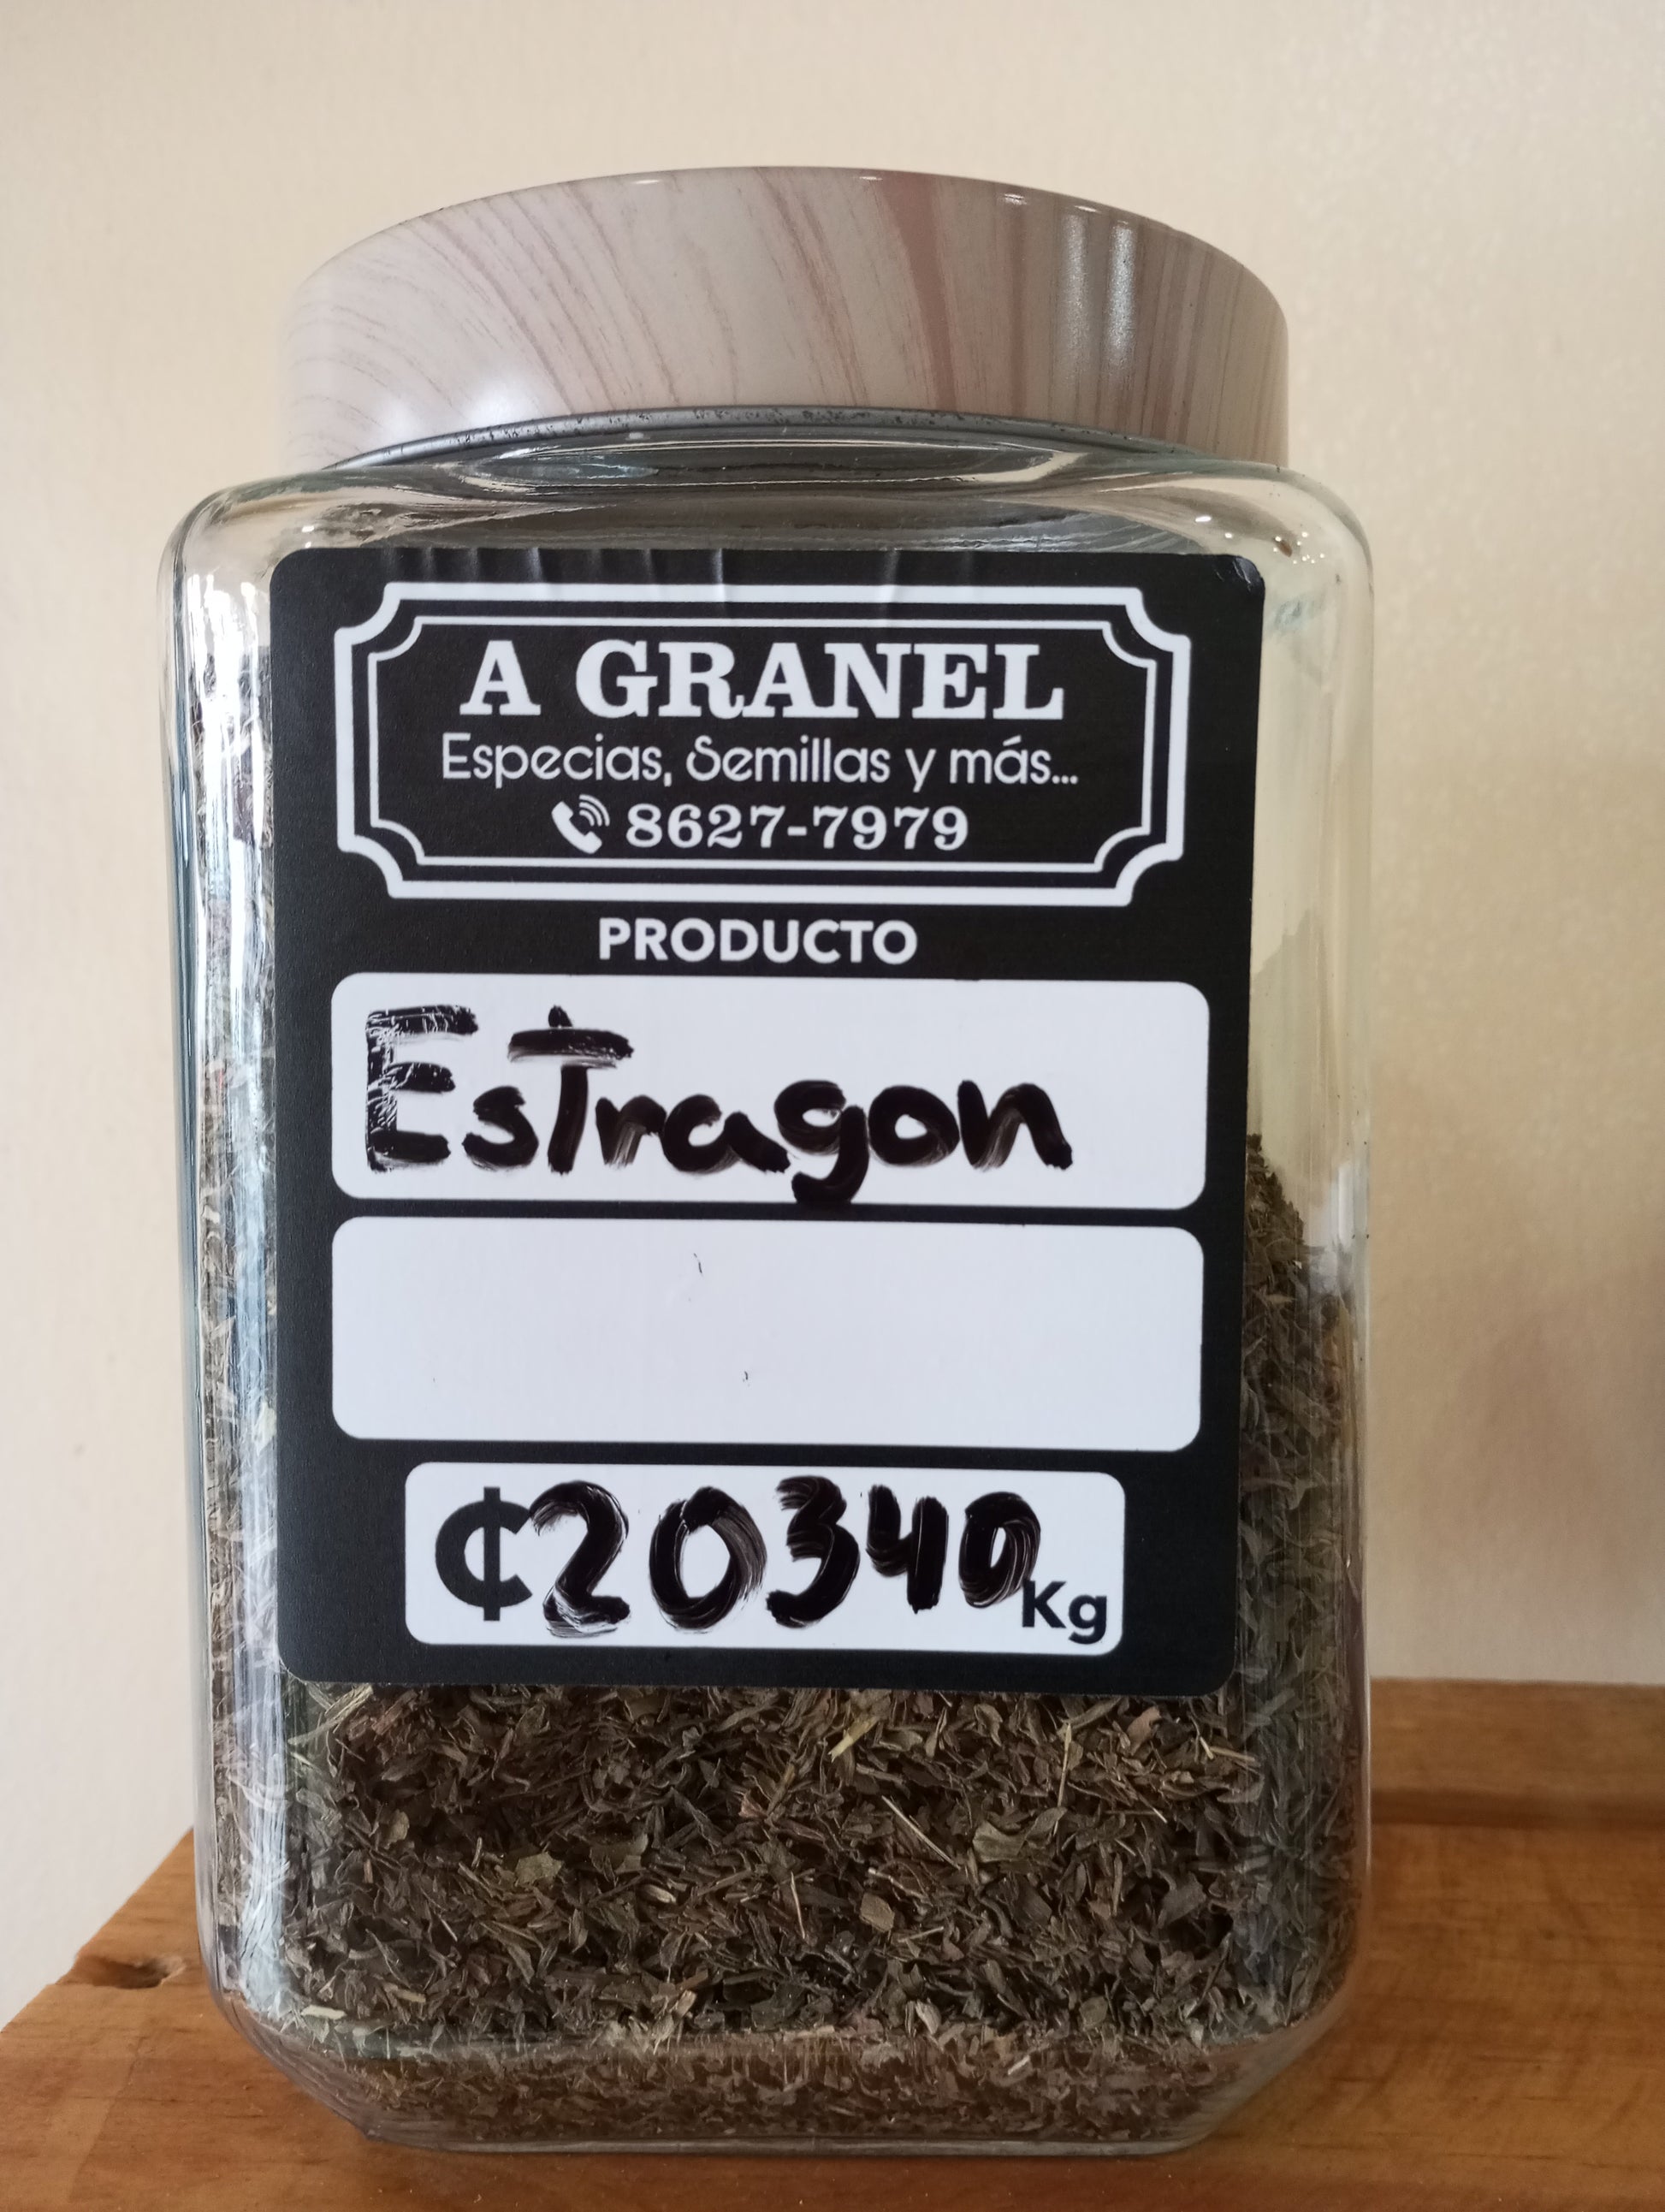 A GRANEL
Especias, Semillas y más...
8627-7979
PRODUCTO
Estragon
₵20340 Kg